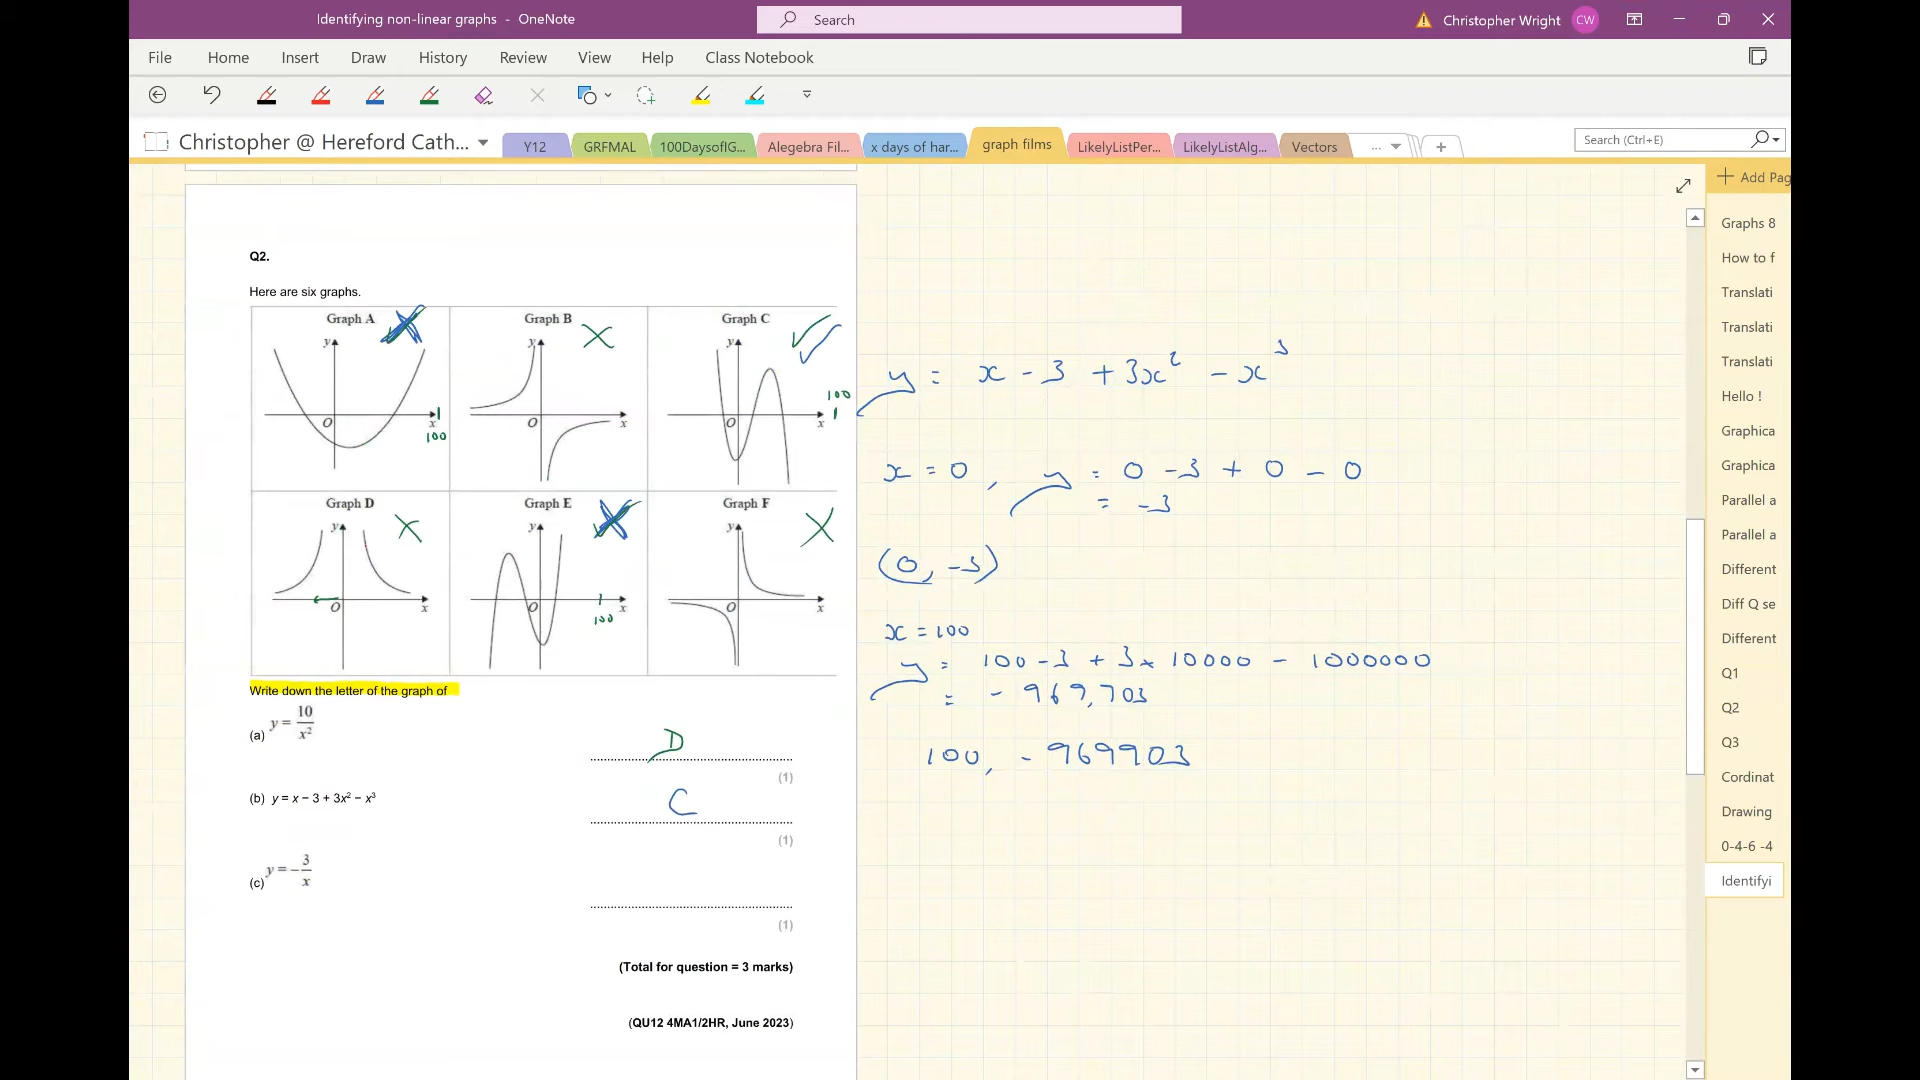 Identifying non-linear graphs - OneNote
Search
Christopher Wright CW
File Home Insert Draw History Review View Help Class Notebook
Christopher @ Hereford Cath...
Y12 GRFMAL 100DaysofIG... Alegebra Fil... x days of har... graph films LikelyListPer... LikelyListAlg... Vectors ... +
Search (Ctrl+E)
Add Pag
Graphs 8
How to f
Translati
Translati
Translati
Hello !
Graphica
Graphica
Parallel a
Parallel a
Different
Diff Q se
Different
Q1
Q2
Q3
Cordinat
Drawing
0-4-6 -4
Identifyi
Q2.
Here are six graphs.
Graph A Graph B Graph C
y y y
O x O x O x
100 100
Graph D Graph E Graph F
y y y
O x O x O x
100
Write down the letter of the graph of
(a) y = 10/x²
D
(1)
(b) y = x − 3 + 3x² − x³
C
(1)
(c) y = − 3/x
(1)
(Total for question = 3 marks)
(QU12 4MA1/2HR, June 2023)
y = x - 3 + 3x² - x³
x = 0, y = 0 - 3 + 0 - 0
= -3
(0, -3)
x = 100
y = 100 - 3 + 3 x 10000 - 1000000
= - 969,703
100, - 969903